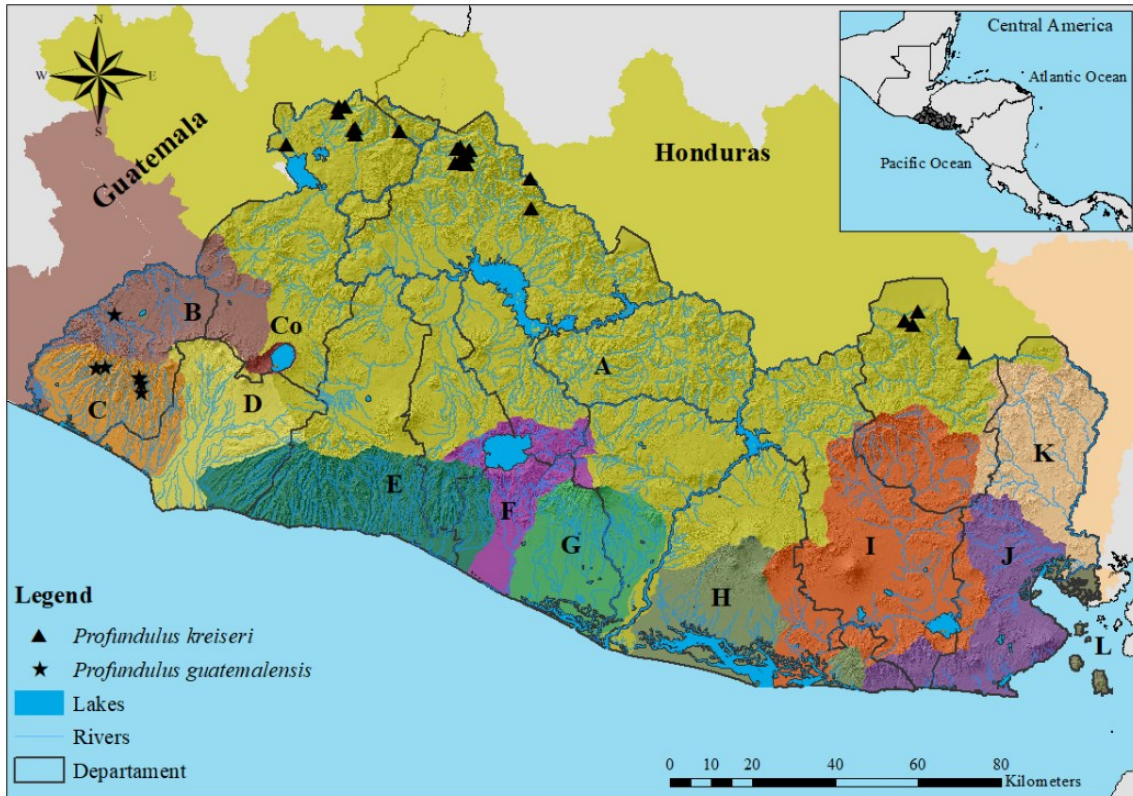 N
W
E
S
Guatemala
Honduras
Central America
Atlantic Ocean
Pacific Ocean
B
Co
A
C
D
K
E
F
G
I
J
H
L
Legend
Profundulus kreiseri
Profundulus guatemalensis
Lakes
Rivers
Departament
0 10 20 40 60 80
Kilometers